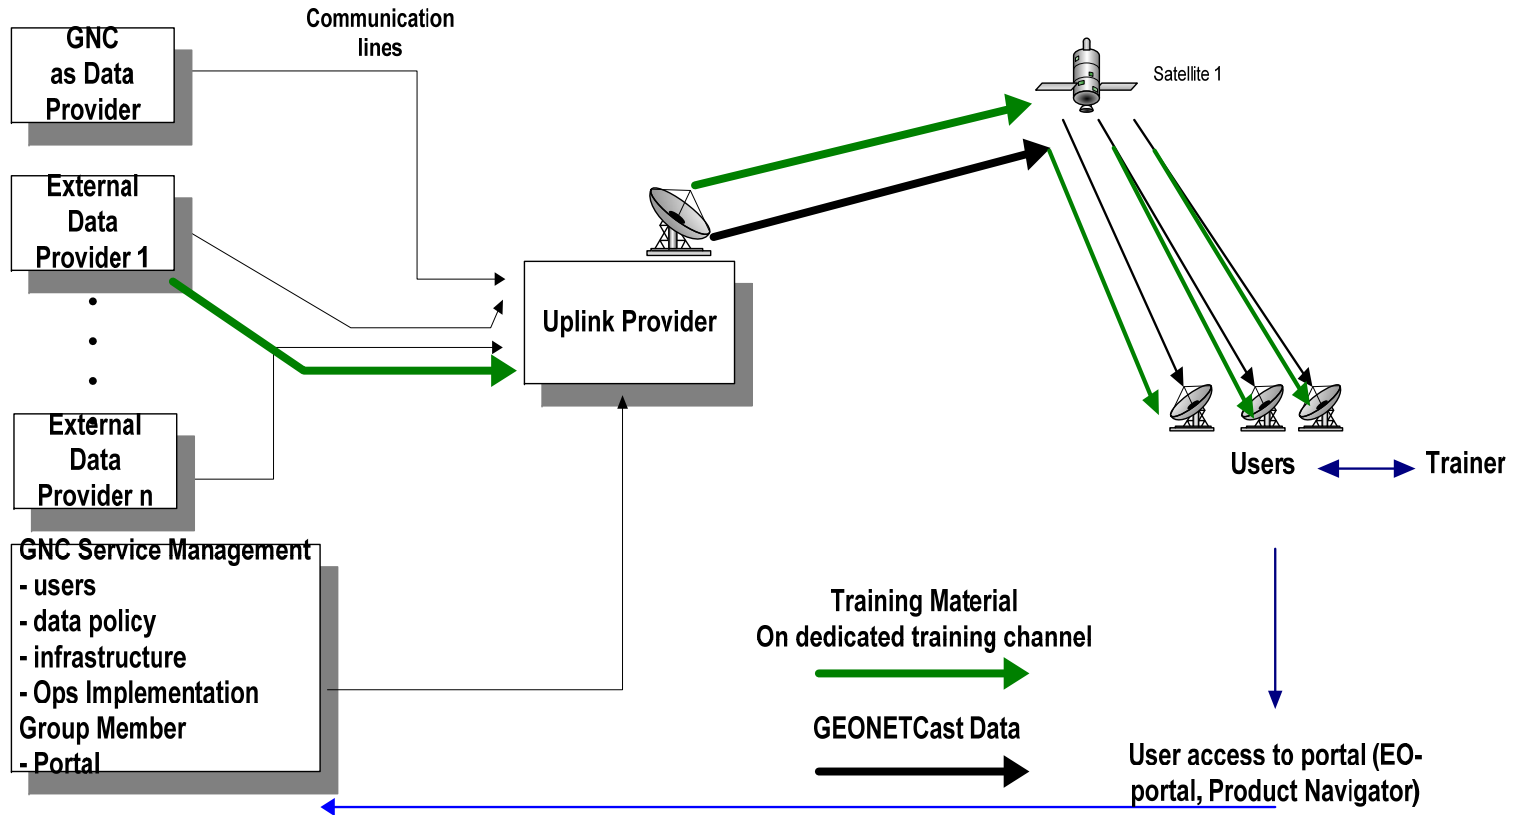 Communication
lines
GNC
as Data
Provider
Satellite 1
External
Data
Provider 1
Uplink Provider
External
Data
Provider n
Users
Trainer
GNC Service Management
- users
- data policy
- infrastructure
- Ops Implementation
Group Member
- Portal
Training Material
On dedicated training channel
GEONETCast Data
User access to portal (EO-
portal, Product Navigator)